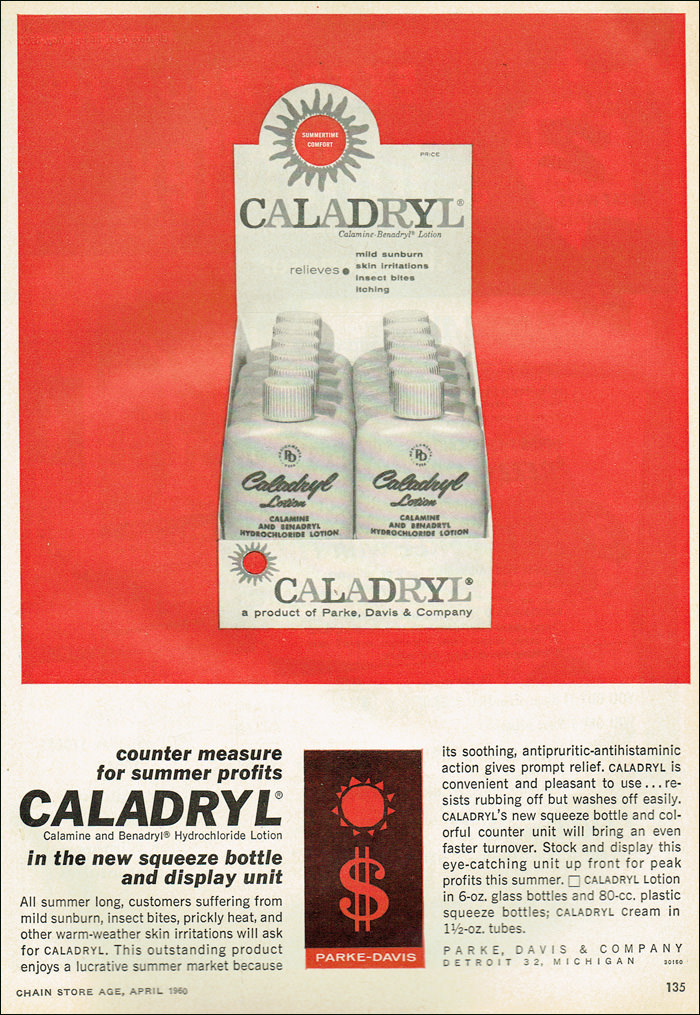 SUMMERTIME
COMFORT
PRICE
CALADRYL®
Calamine-Benadryl® Lotion
relieves
mild sunburn
skin irritations
insect bites
itching
PD
Caladryl
Lotion
CALAMINE
AND BENADRYL
HYDROCHLORIDE LOTION
PD
Caladryl
Lotion
CALAMINE
AND BENADRYL
HYDROCHLORIDE LOTION
CALADRYL®
a product of Parke, Davis & Company
counter measure
for summer profits
CALADRYL®
Calamine and Benadryl® Hydrochloride Lotion
in the new squeeze bottle
and display unit
All summer long, customers suffering from
mild sunburn, insect bites, prickly heat, and
other warm-weather skin irritations will ask
for CALADRYL. This outstanding product
enjoys a lucrative summer market because
$
PARKE-DAVIS
its soothing, antipruritic-antihistaminic
action gives prompt relief. CALADRYL is
convenient and pleasant to use...re-
sists rubbing off but washes off easily.
CALADRYL'S new squeeze bottle and col-
orful counter unit will bring an even
faster turnover. Stock and display this
eye-catching unit up front for peak
profits this summer. □ CALADRYL Lotion
in 6-oz. glass bottles and 80-cc. plastic
squeeze bottles; CALADRYL Cream in
1½-oz. tubes.
PARKE, DAVIS & COMPANY
DETROIT 32, MICHIGAN
CHAIN STORE AGE, APRIL 1960
135